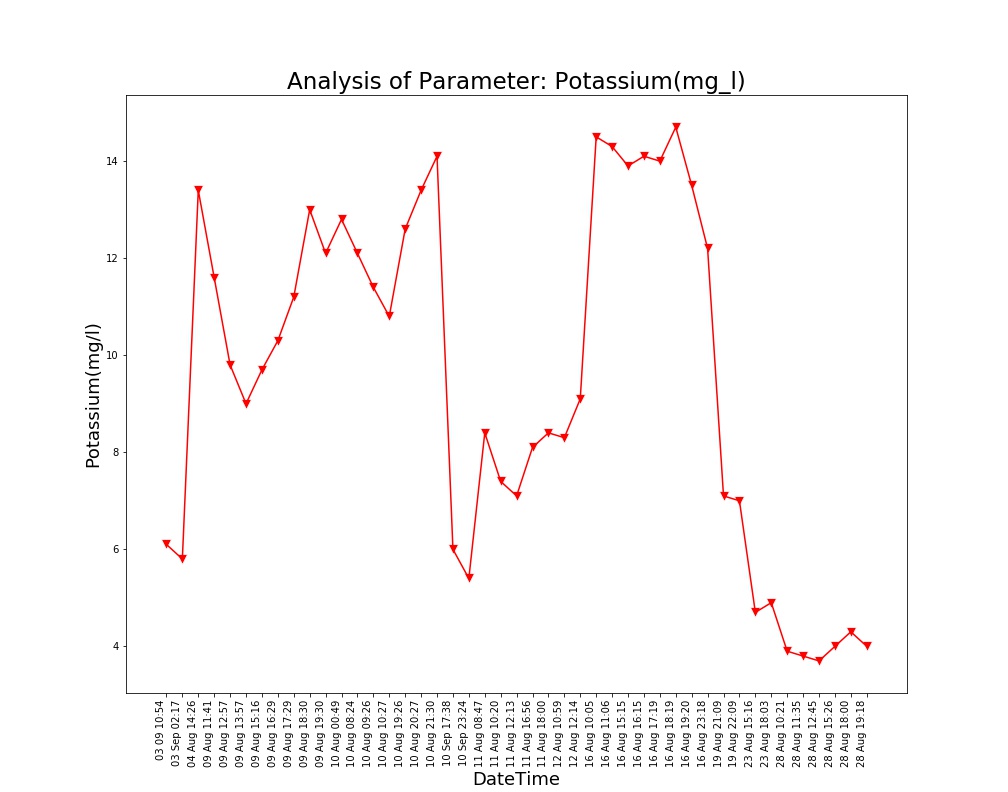 Analysis of Parameter: Potassium(mg_l)
Potassium(mg/l)
14
12
10
8
6
4
03 09 10:54
03 Sep 02:17
04 Aug 14:26
09 Aug 11:41
09 Aug 12:57
09 Aug 13:57
09 Aug 15:16
09 Aug 16:29
09 Aug 17:29
09 Aug 18:30
09 Aug 19:30
10 Aug 00:49
10 Aug 08:24
10 Aug 09:26
10 Aug 10:27
10 Aug 19:26
10 Aug 20:27
10 Aug 21:30
10 Sep 17:38
10 Sep 23:24
11 Aug 08:47
11 Aug 10:20
11 Aug 12:13
11 Aug 16:56
11 Aug 18:00
12 Aug 10:59
12 Aug 12:14
16 Aug 10:05
16 Aug 11:06
16 Aug 15:15
16 Aug 16:15
16 Aug 17:19
16 Aug 18:19
16 Aug 19:20
16 Aug 23:18
19 Aug 21:09
19 Aug 22:09
23 Aug 15:16
23 Aug 18:03
28 Aug 10:21
28 Aug 11:35
28 Aug 12:45
28 Aug 15:26
28 Aug 18:00
28 Aug 19:18
DateTime